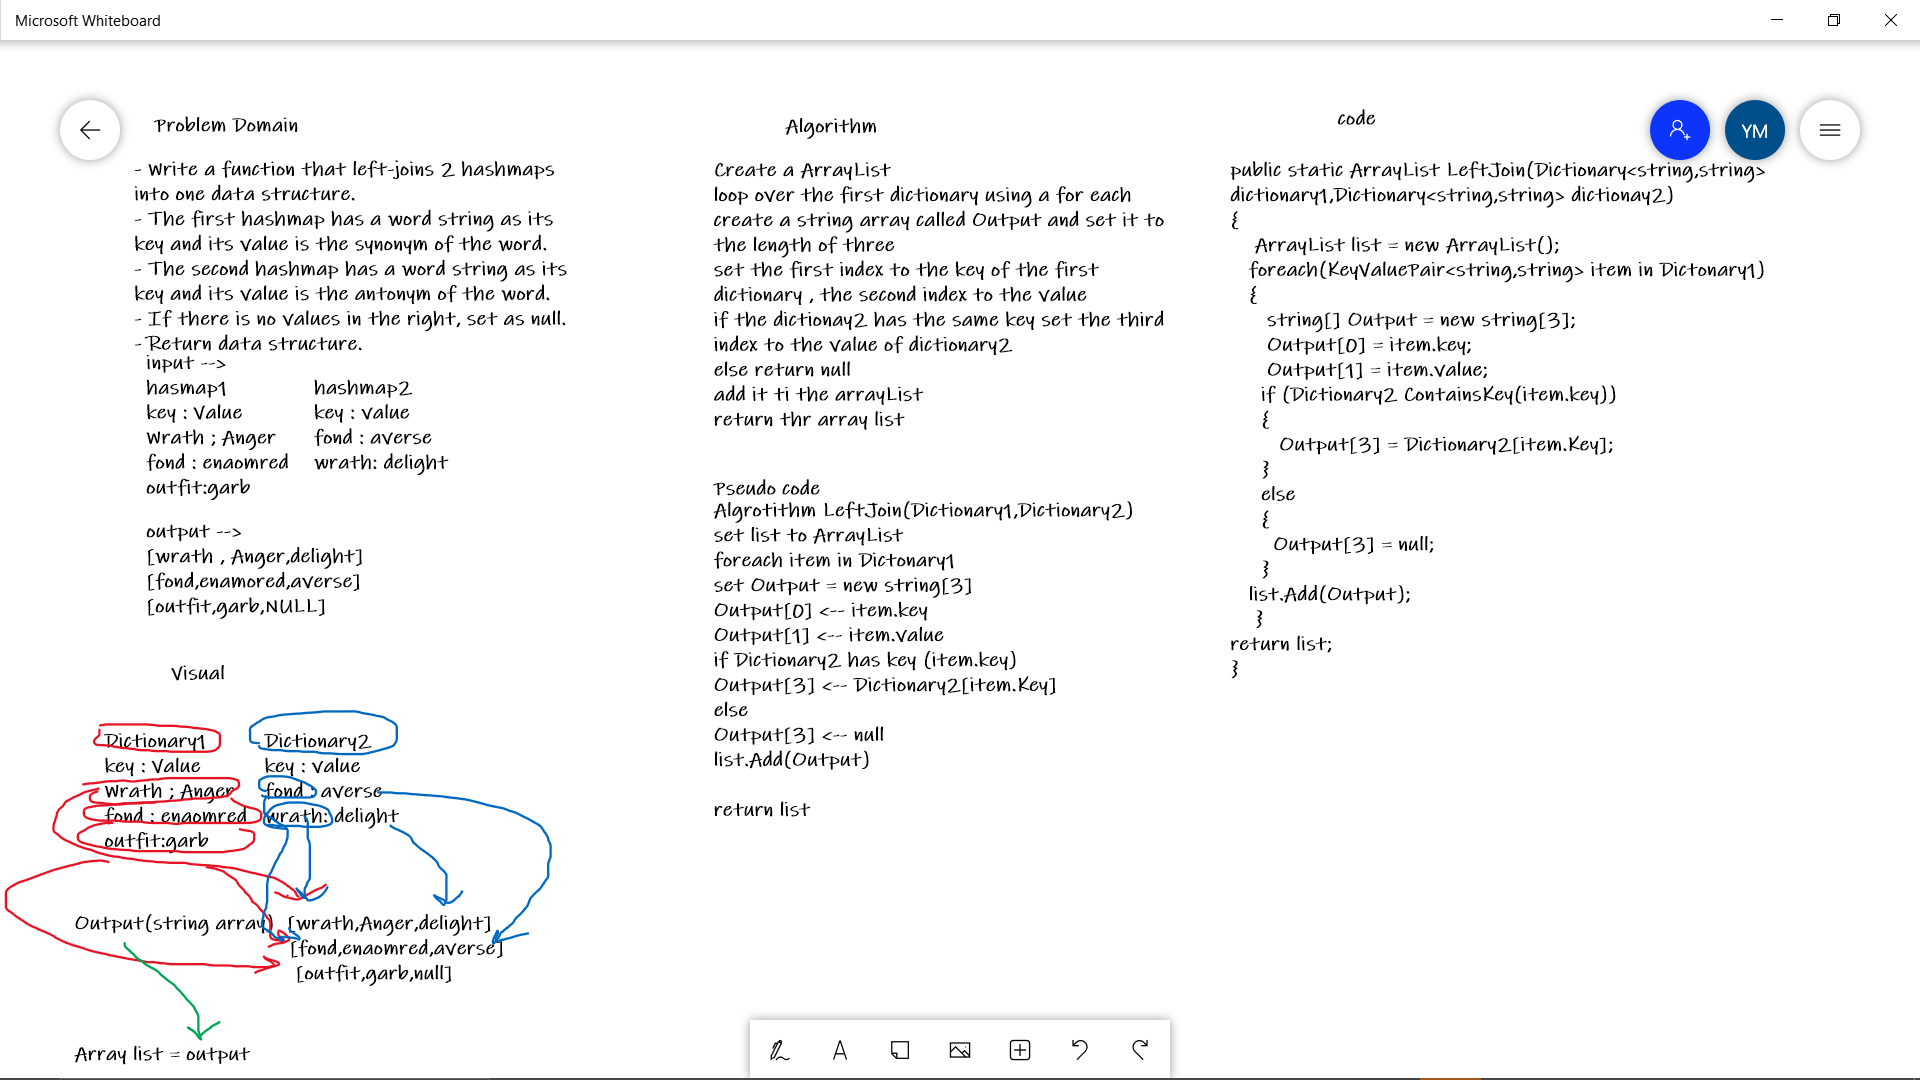 Microsoft Whiteboard
Problem Domain
- Write a function that left-joins 2 hashmaps
into one data structure.
- The first hashmap has a word string as its
key and its value is the synonym of the word.
- The second hashmap has a word string as its
key and its value is the antonym of the word.
- If there is no values in the right, set as null.
- Return data structure.
input -->
hasmap1 hashmap2
key : Value key : value
Wrath ; Anger fond : averse
fond : enaomred wrath: delight
outfit:garb
output -->
[wrath , Anger,delight]
[fond,enamored,averse]
[outfit,garb,NULL]
Visual
Dictionary1 Dictionary2
key : Value key : value
Wrath ; Anger fond : averse
fond : enaomred wrath: delight
outfit:garb
Output(string array) [wrath,Anger,delight]
[fond,enaomred,averse]
[outfit,garb,null]
Array list = output
Algorithm
Create a ArrayList
loop over the first dictionary using a for each
create a string array called Output and set it to
the length of three
set the first index to the key of the first
dictionary , the second index to the value
if the dictionay2 has the same key set the third
index to the value of dictionary2
else return null
add it ti the arrayList
return thr array list
Pseudo code
Algrotithm LeftJoin(Dictionary1,Dictionary2)
set list to ArrayList
foreach item in Dictonary1
set Output = new string[3]
Output[0] <-- item.key
Output[1] <-- item.value
if Dictionary2 has key (item.key)
Output[3] <-- Dictionary2[item.Key]
else
Output[3] <-- null
list.Add(Output)
return list
code
YM
public static ArrayList LeftJoin(Dictionary<string,string>
dictionary1,Dictionary<string,string> dictionay2)
{
ArrayList list = new ArrayList();
foreach(KeyValuePair<string,string> item in Dictonary1)
{
string[] Output = new string[3];
Output[0] = item.key;
Output[1] = item.value;
if (Dictionary2 ContainsKey(item.key))
{
Output[3] = Dictionary2[item.Key];
}
else
{
Output[3] = null;
}
list.Add(Output);
}
return list;
}